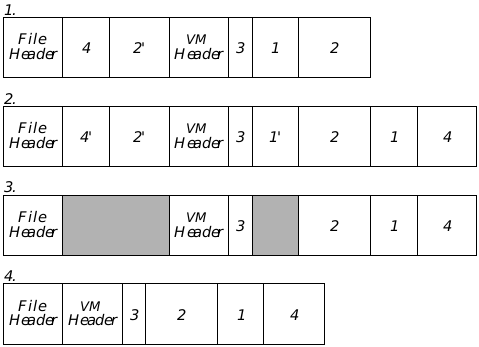 1.
File Header 4 2' VM Header 3 1 2
2.
File Header 4' 2' VM Header 3 1' 2 1 4
3.
File Header VM Header 3 2 1 4
4.
File Header VM Header 3 2 1 4